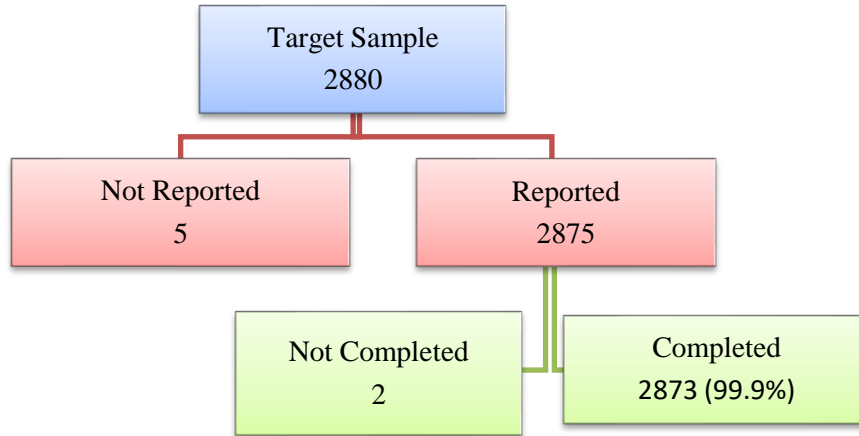 Target Sample
2880
Not Reported
5
Reported
2875
Not Completed
2
Completed
2873 (99.9%)